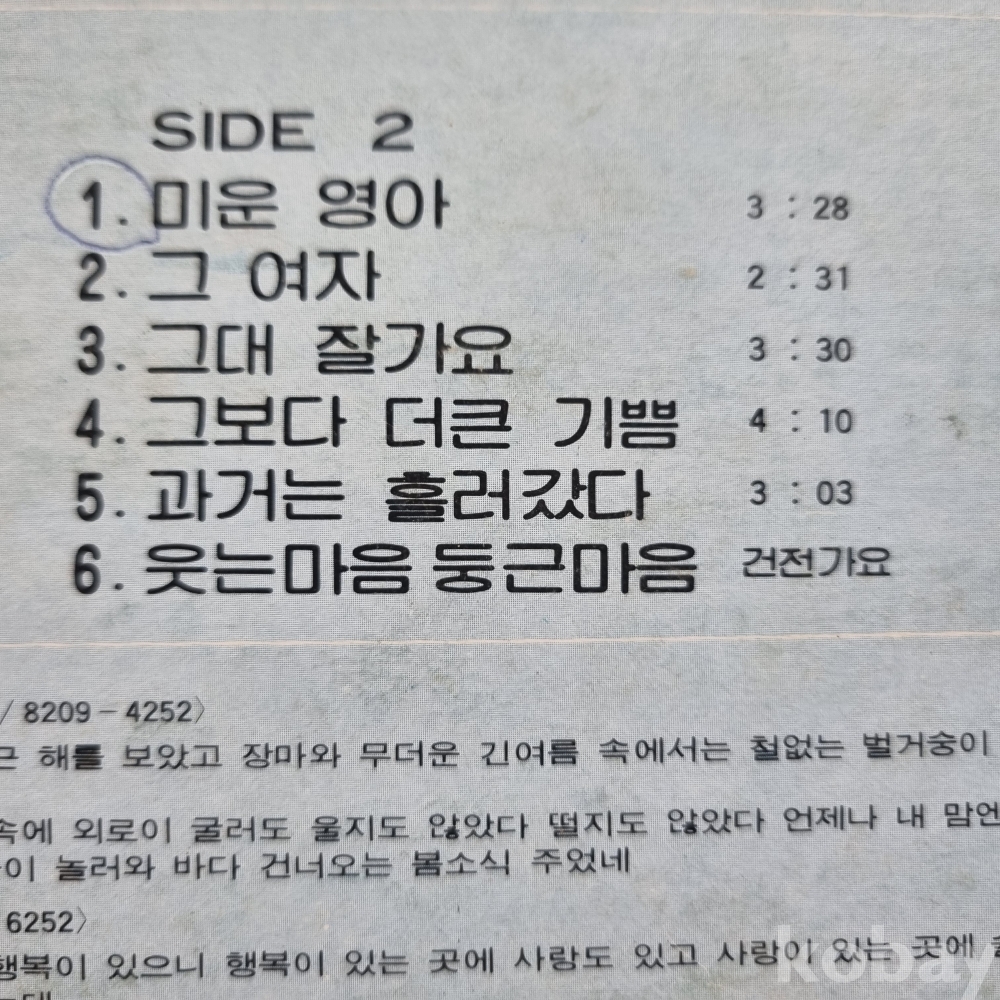 SIDE 2
1. 미운 영아 3 : 28
2. 그 여자 2 : 31
3. 그대 잘가요 3 : 30
4. 그보다 더큰 기쁨 4 : 10
5. 과거는 흘러갔다 3 : 03
6. 웃는마음 둥근마음 건전가요
/ 8209 - 4252〉
근 해를 보았고 장마와 무더운 긴여름 속에서는 철없는 벌거숭이
속에 외로이 굴러도 울지도 않았다 떨지도 않았다 언제나 내 맘언
이 놀러와 바다 건너오는 봄소식 주었네
6252〉
행복이 있으니 행복이 있는 곳에 사랑도 있고 사랑이 있는 곳에
kobay